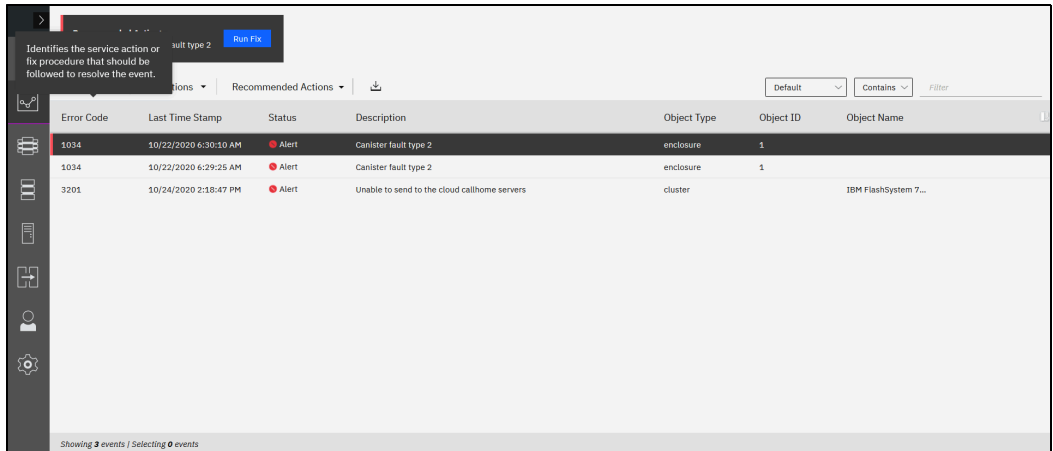 Identifies the service action or
fix procedure that should be
followed to resolve the event.
ault type 2
Run Fix
tions
Recommended Actions
Default
Contains
Filter
Error Code Last Time Stamp Status Description Object Type Object ID Object Name
1034 10/22/2020 6:30:10 AM Alert Canister fault type 2 enclosure 1
1034 10/22/2020 6:29:25 AM Alert Canister fault type 2 enclosure 1
3201 10/24/2020 2:18:47 PM Alert Unable to send to the cloud callhome servers cluster IBM FlashSystem 7...
Showing 3 events | Selecting 0 events